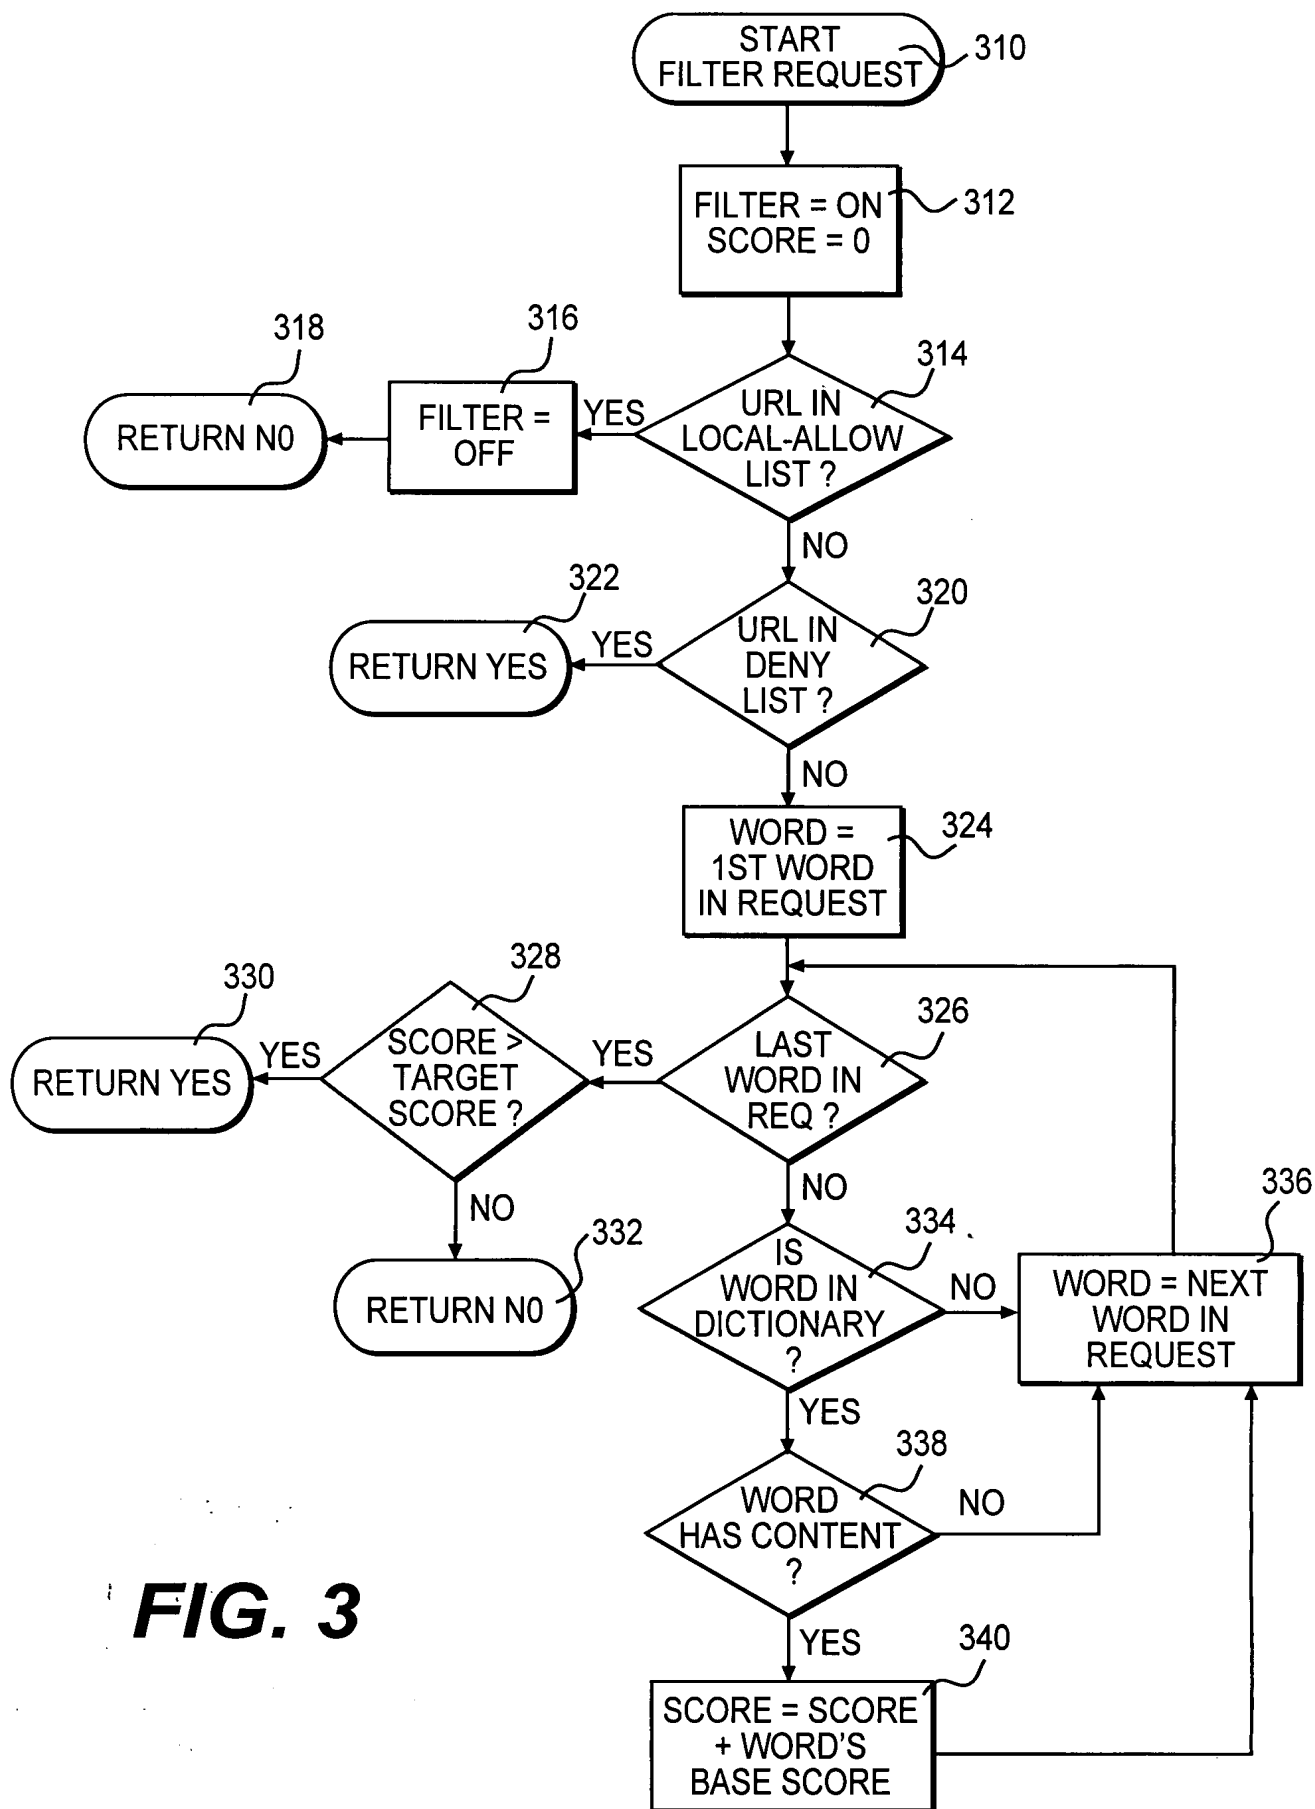 START
FILTER REQUEST
310
FILTER = ON
SCORE = 0
312
318
316
314
RETURN N0
FILTER =
OFF
YES
URL IN
LOCAL-ALLOW
LIST ?
NO
322
320
RETURN YES
YES
URL IN
DENY
LIST ?
NO
WORD =
1ST WORD
IN REQUEST
324
330
328
326
RETURN YES
YES
SCORE >
TARGET
SCORE ?
YES
LAST
WORD IN
REQ ?
NO
NO
332
RETURN N0
334
336
IS
WORD IN
DICTIONARY
?
NO
WORD = NEXT
WORD IN
REQUEST
YES
338
WORD
HAS CONTENT
?
NO
YES
340
SCORE = SCORE
+ WORD'S
BASE SCORE
FIG. 3